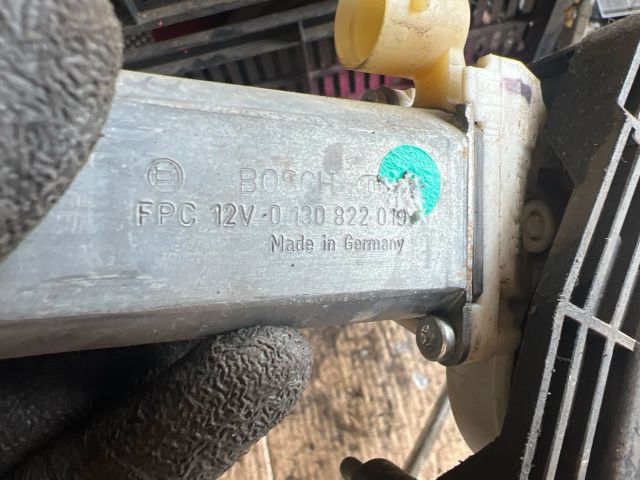 BOSCH
FPC 12V 0 130 822 019
Made in Germany